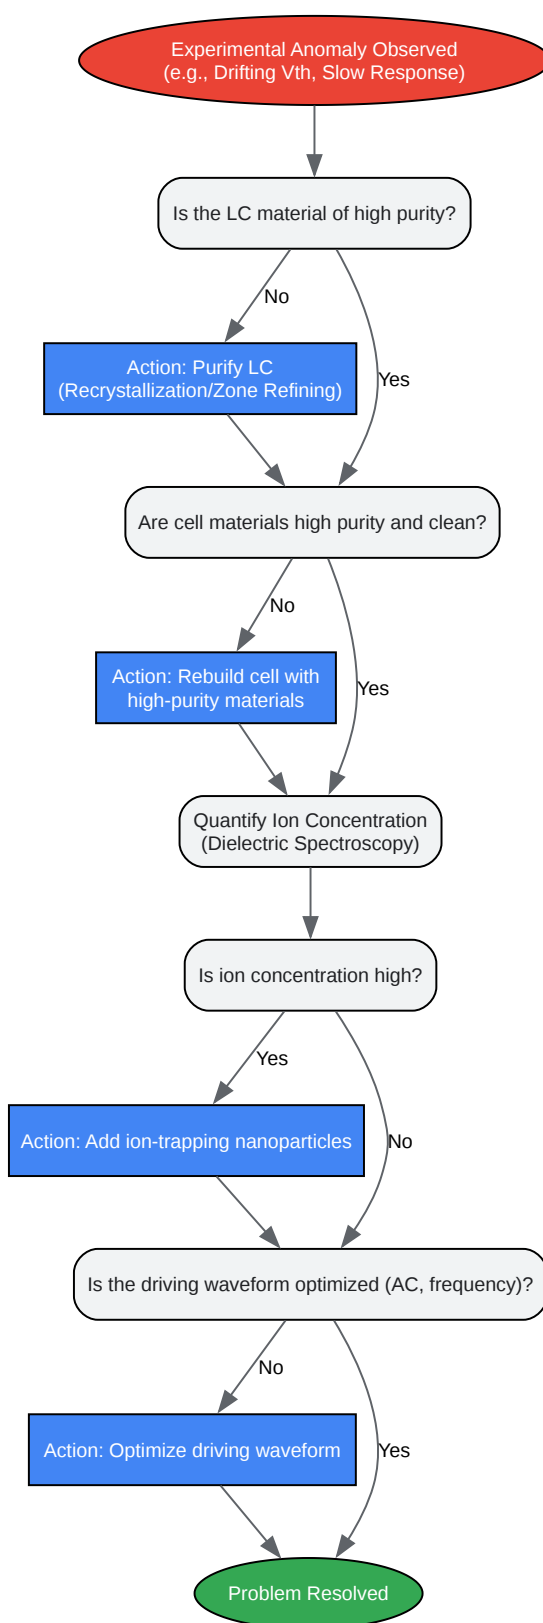 Experimental Anomaly Observed
(e.g., Drifting Vth, Slow Response)
Is the LC material of high purity?
No
Action: Purify LC
(Recrystallization/Zone Refining)
Yes
Are cell materials high purity and clean?
No
Action: Rebuild cell with
high-purity materials
Yes
Quantify Ion Concentration
(Dielectric Spectroscopy)
Is ion concentration high?
Yes
Action: Add ion-trapping nanoparticles
No
Is the driving waveform optimized (AC, frequency)?
No
Action: Optimize driving waveform
Yes
Problem Resolved